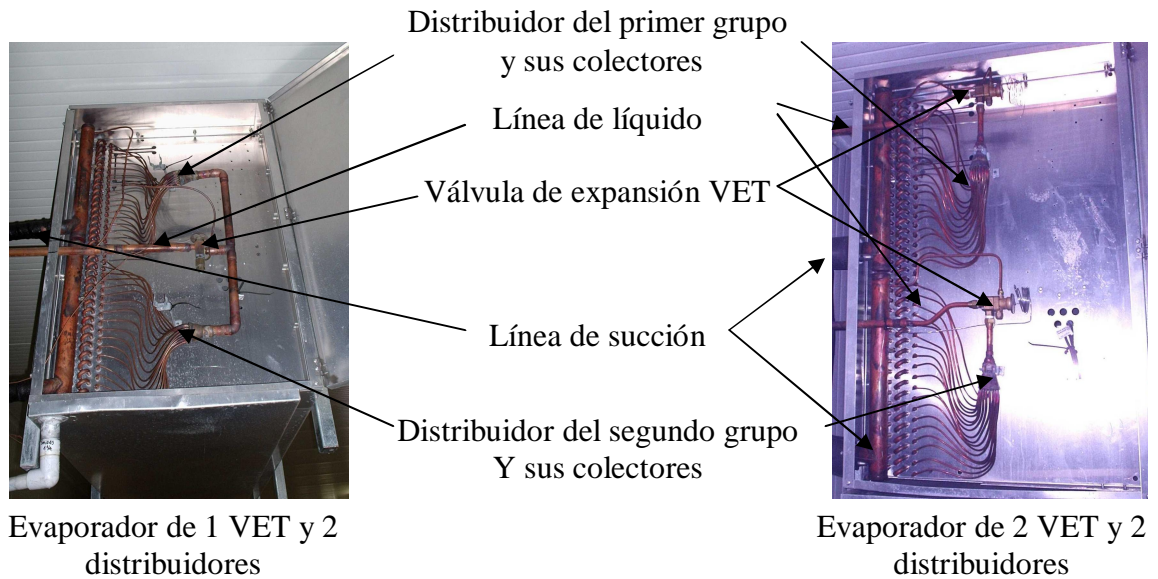 Distribuidor del primer grupo
y sus colectores
Línea de líquido
Válvula de expansión VET
Línea de succión
Distribuidor del segundo grupo
Y sus colectores
Evaporador de 1 VET y 2
distribuidores
Evaporador de 2 VET y 2
distribuidores